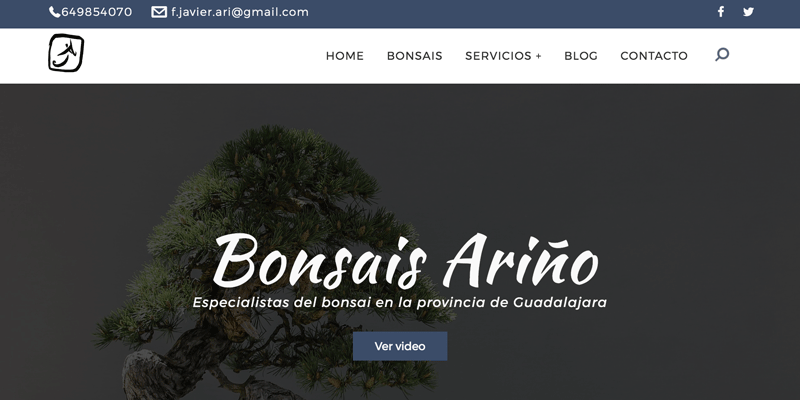 649854070 f.javier.ari@gmail.com
HOME BONSAIS SERVICIOS + BLOG CONTACTO
Bonsais Ariño
Especialistas del bonsai en la provincia de Guadalajara
Ver video